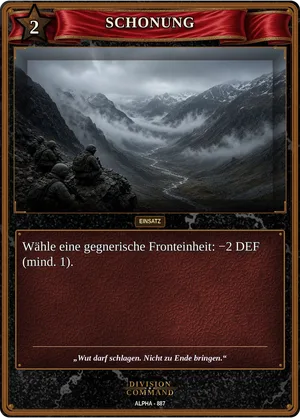 2
SCHONUNG
EINSATZ
Wähle eine gegnerische Fronteinheit: −2 DEF
(mind. 1).
„Wut darf schlagen. Nicht zu Ende bringen.“
DIVISION
COMMAND
ALPHA - 887